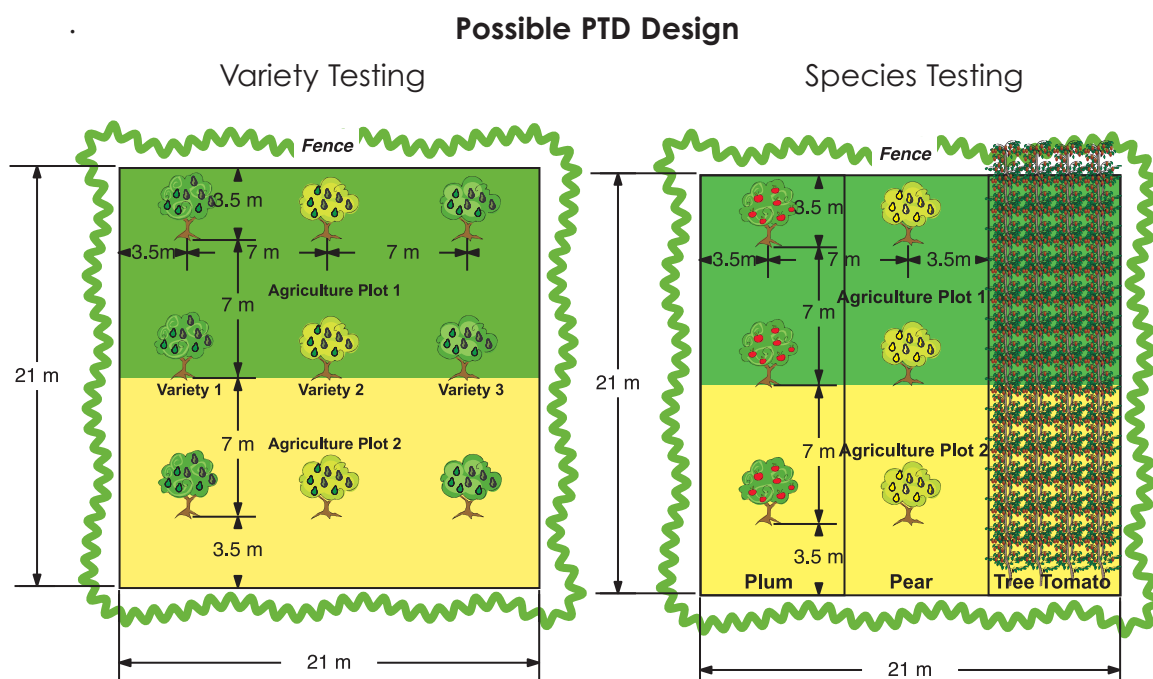 Possible PTD Design
Variety Testing
Fence
21 m
3.5 m
3.5m
7 m
7 m
7 m
Agriculture Plot 1
Variety 1
Variety 2
Variety 3
7 m
Agriculture Plot 2
3.5 m
21 m
Species Testing
Fence
21 m
3.5 m
3.5m
7 m
3.5m
7 m
Agriculture Plot 1
7 m
Agriculture Plot 2
3.5 m
Plum
Pear
Tree Tomato
21 m